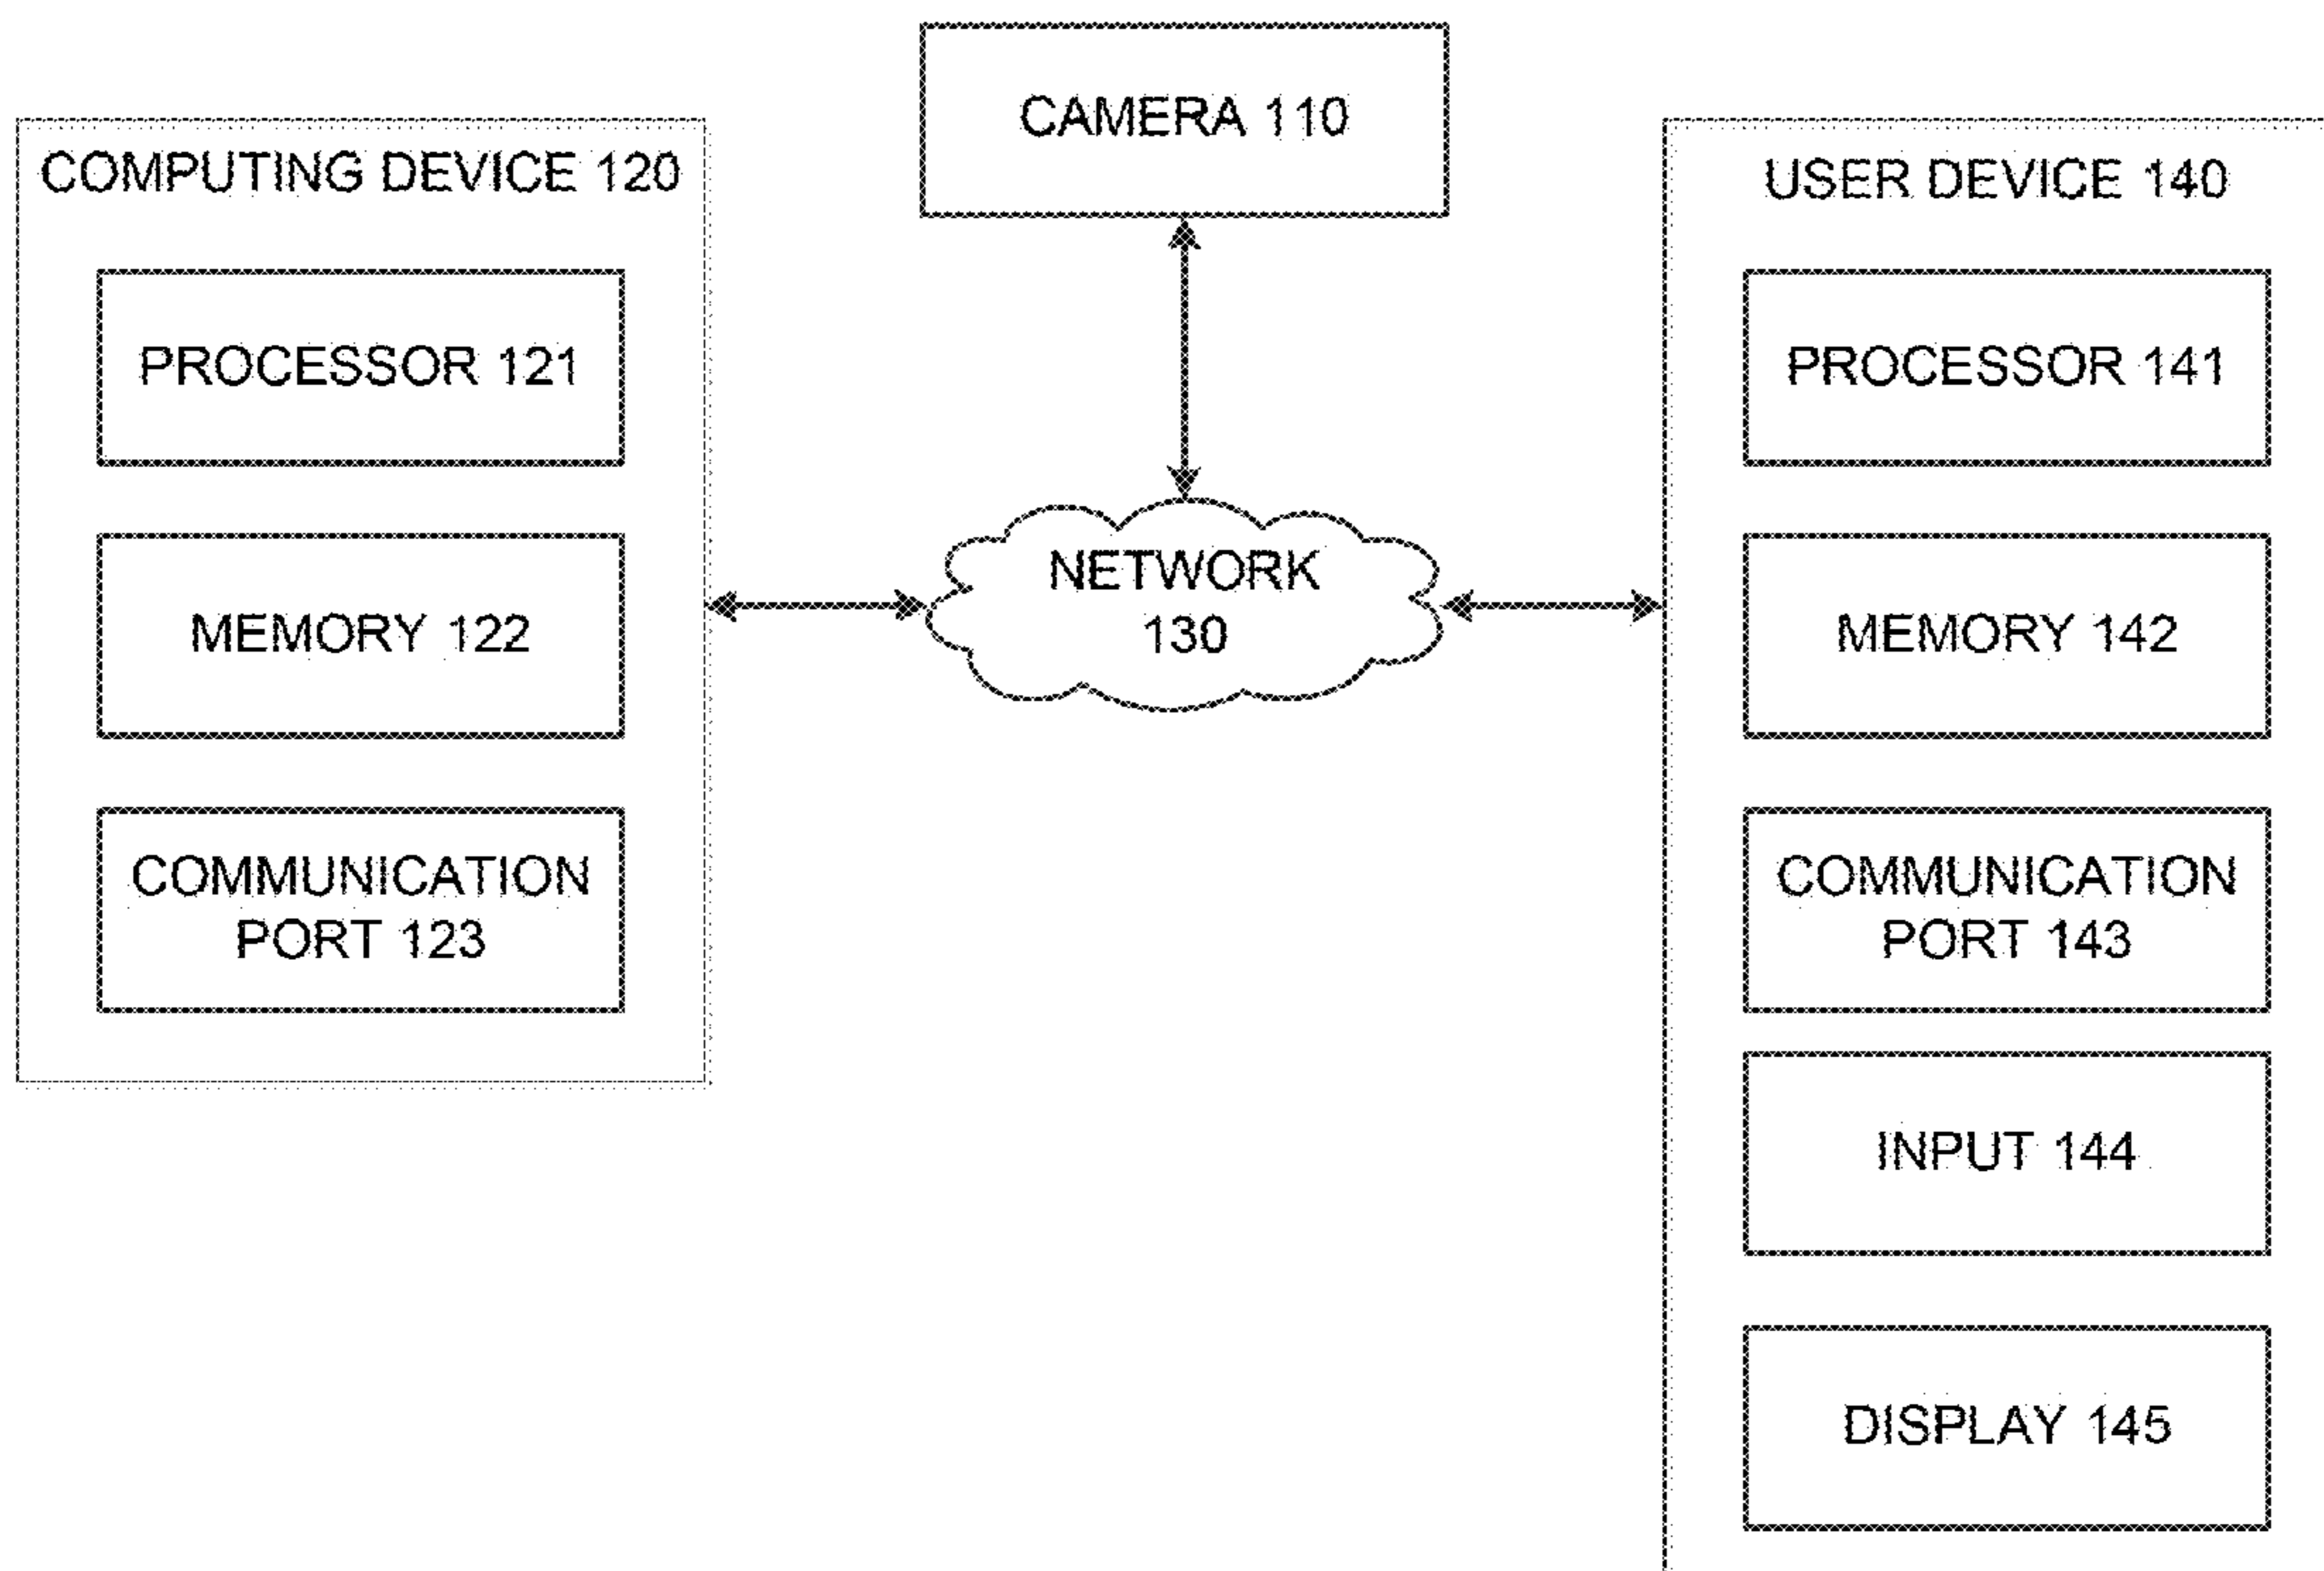 CAMERA 110
COMPUTING DEVICE 120
PROCESSOR 121
MEMORY 122
COMMUNICATION
PORT 123
NETWORK
130
USER DEVICE 140
PROCESSOR 141
MEMORY 142
COMMUNICATION
PORT 143
INPUT 144
DISPLAY 145